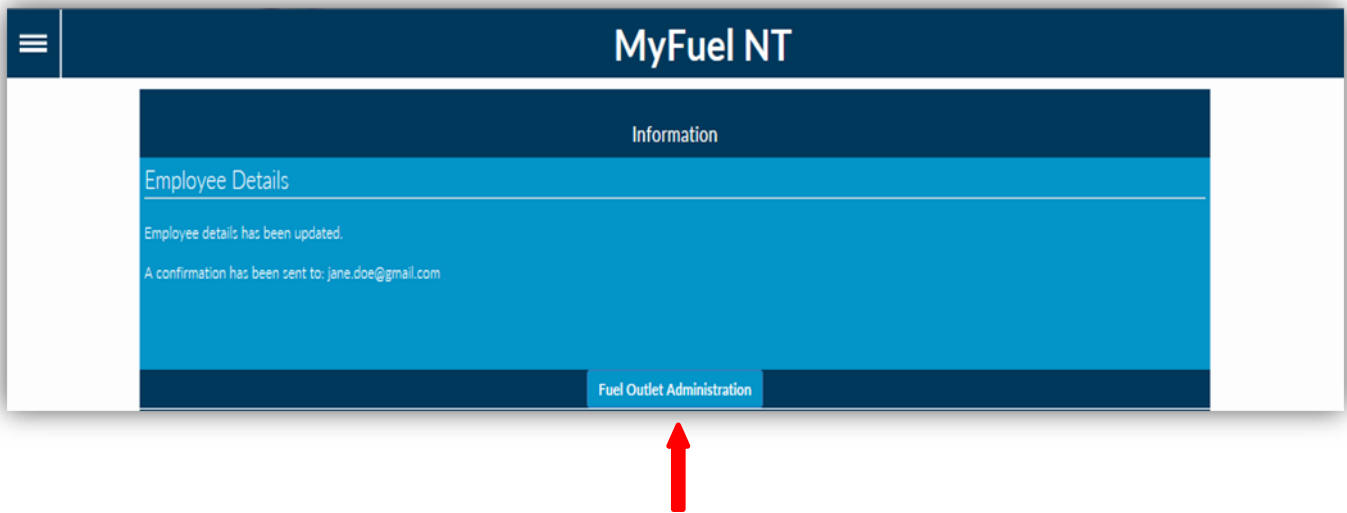 MyFuel NT
Information
Employee Details
Employee details has been updated.
A confirmation has been sent to: jane.doe@gmail.com
Fuel Outlet Administration